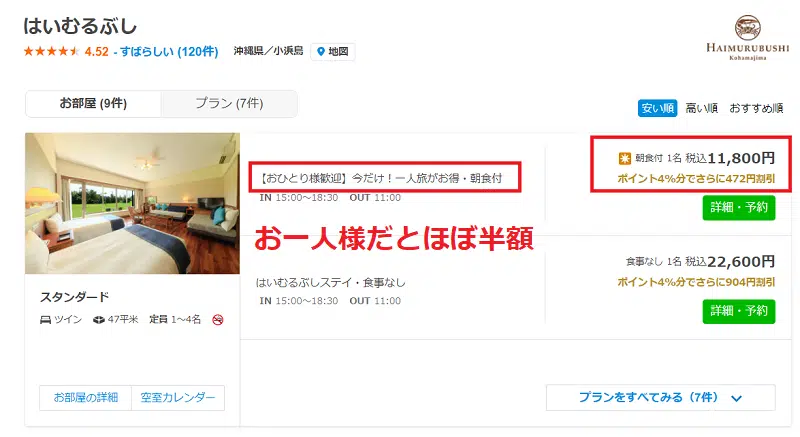 はいむるぶし
★★★★★ 4.52 - すばらしい (120件) 沖縄県／小浜島 地図
HAIMURUBUSHI
Kohamajima
お部屋 (9件) プラン (7件)
安い順 高い順 おすすめ順
【おひとり様歓迎】今だけ！一人旅がお得・朝食付
IN 15:00～18:30 OUT 11:00
朝食付 1名 税込11,800円
ポイント4%分でさらに472円割引
詳細・予約
お一人様だとほぼ半額
はいむるぶしステイ・食事なし
IN 15:00～18:30 OUT 11:00
食事なし 1名 税込22,600円
ポイント4%分でさらに904円割引
詳細・予約
スタンダード
ツイン 47平米 定員 1～4名
お部屋の詳細 空室カレンダー
プランをすべてみる（7件）